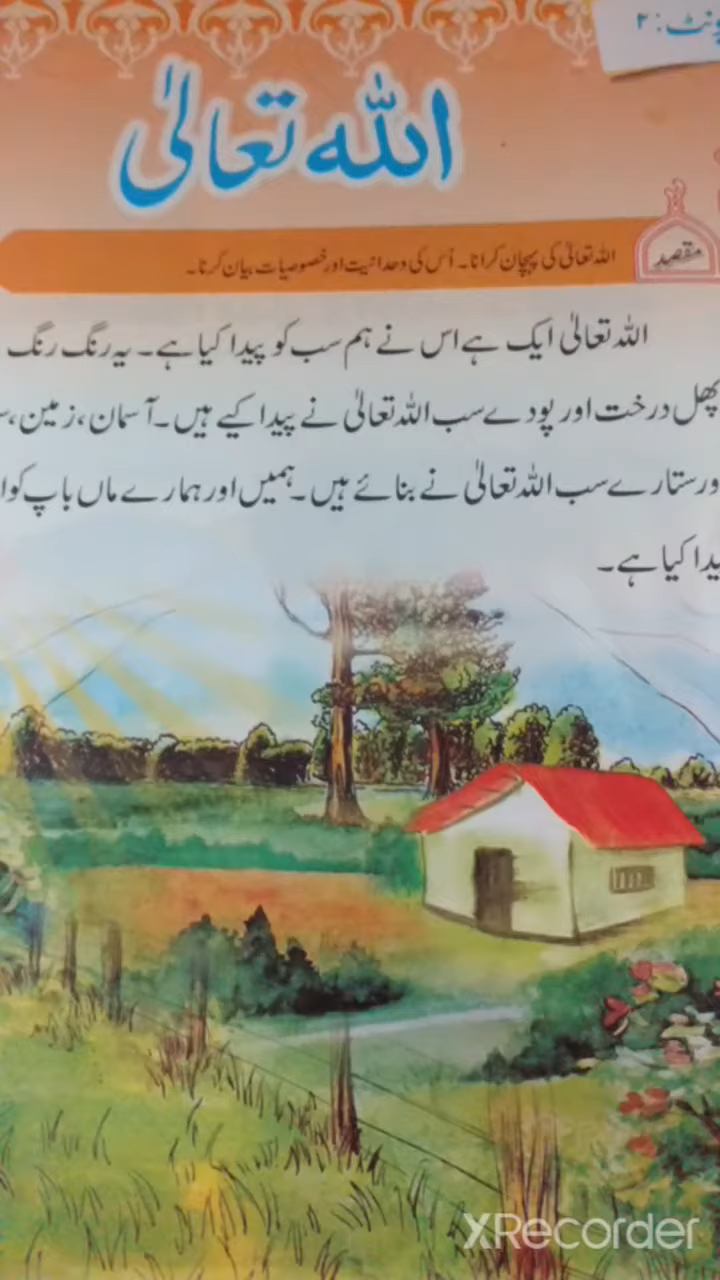 یونٹ: ۲
اللہ تعالیٰ
مقصد
اللہ تعالیٰ کی پہچان کرانا۔ اُس کی وحدانیت اور خصوصیات بیان کرنا۔
اللہ تعالیٰ ایک ہے اس نے ہم سب کو پیدا کیا ہے۔ یہ رنگ رنگ
پھل درخت اور پودے سب اللہ تعالیٰ نے پیدا کیے ہیں۔ آسمان، زمین،
ورستارے سب اللہ تعالیٰ نے بنائے ہیں۔ ہمیں اور ہمارے ماں باپ کو
یدا کیا ہے۔
XRecorder